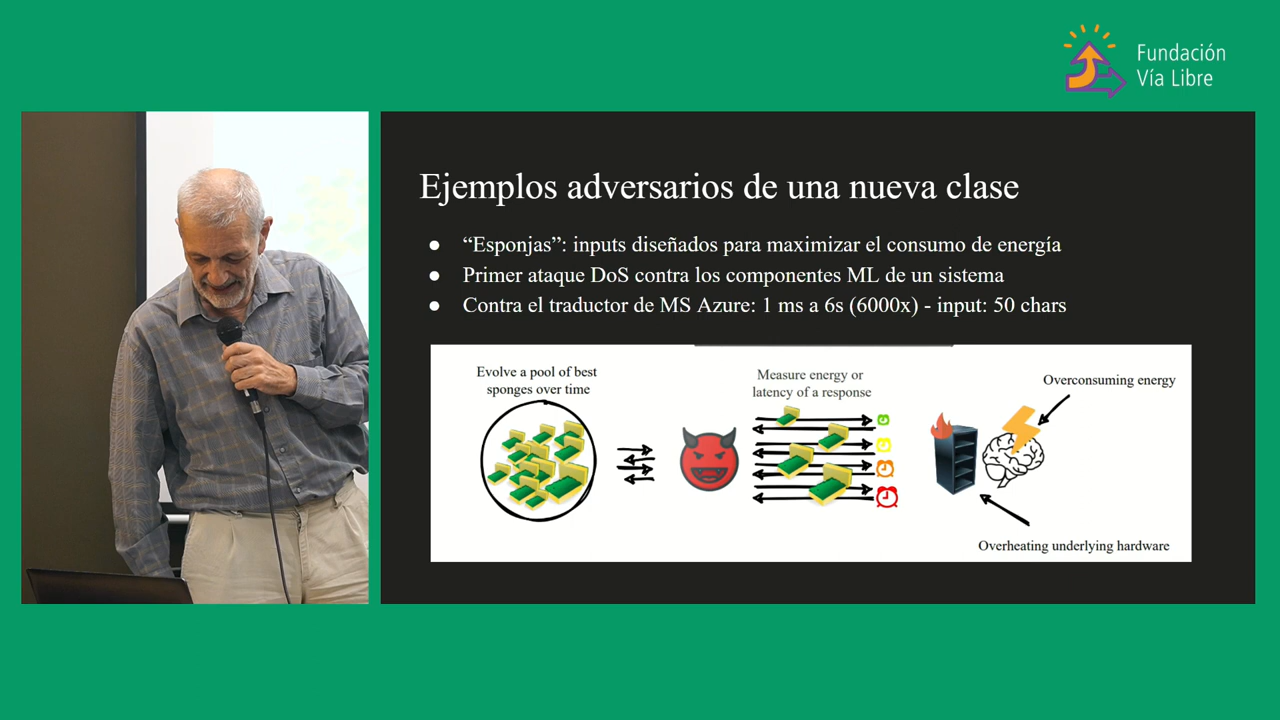 Fundación
Vía Libre
Ejemplos adversarios de una nueva clase
● “Esponjas”: inputs diseñados para maximizar el consumo de energía
● Primer ataque DoS contra los componentes ML de un sistema
● Contra el traductor de MS Azure: 1 ms a 6s (6000x) - input: 50 chars
Evolve a pool of best
sponges over time
Measure energy or
latency of a response
Overconsuming energy
Overheating underlying hardware